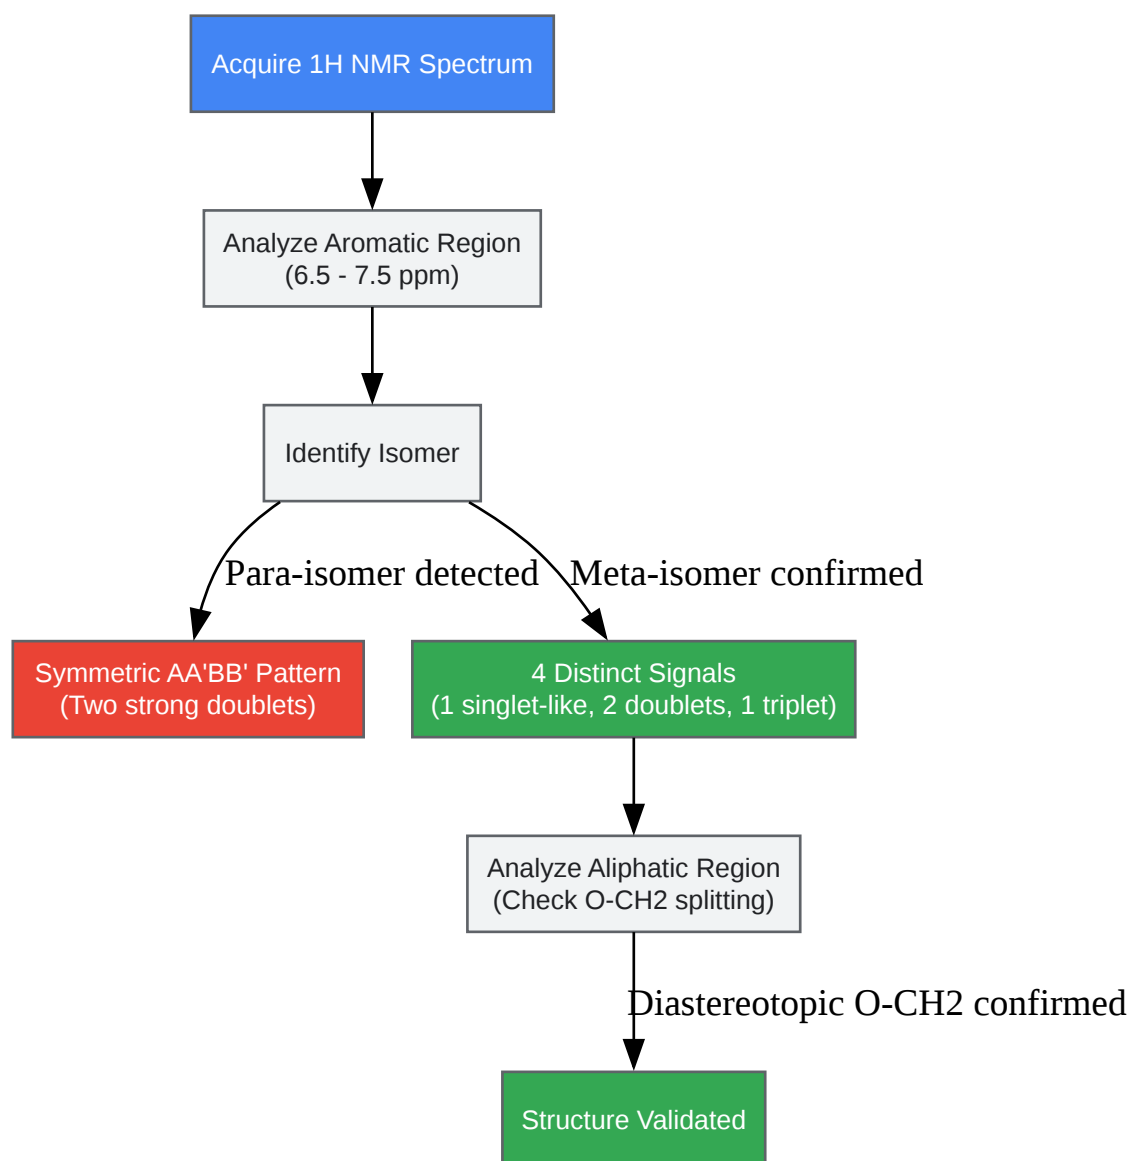 Acquire 1H NMR Spectrum
Analyze Aromatic Region
(6.5 - 7.5 ppm)
Identify Isomer
Para-isomer detected
Meta-isomer confirmed
Symmetric AA'BB' Pattern
(Two strong doublets)
4 Distinct Signals
(1 singlet-like, 2 doublets, 1 triplet)
Analyze Aliphatic Region
(Check O-CH2 splitting)
Diastereotopic O-CH2 confirmed
Structure Validated